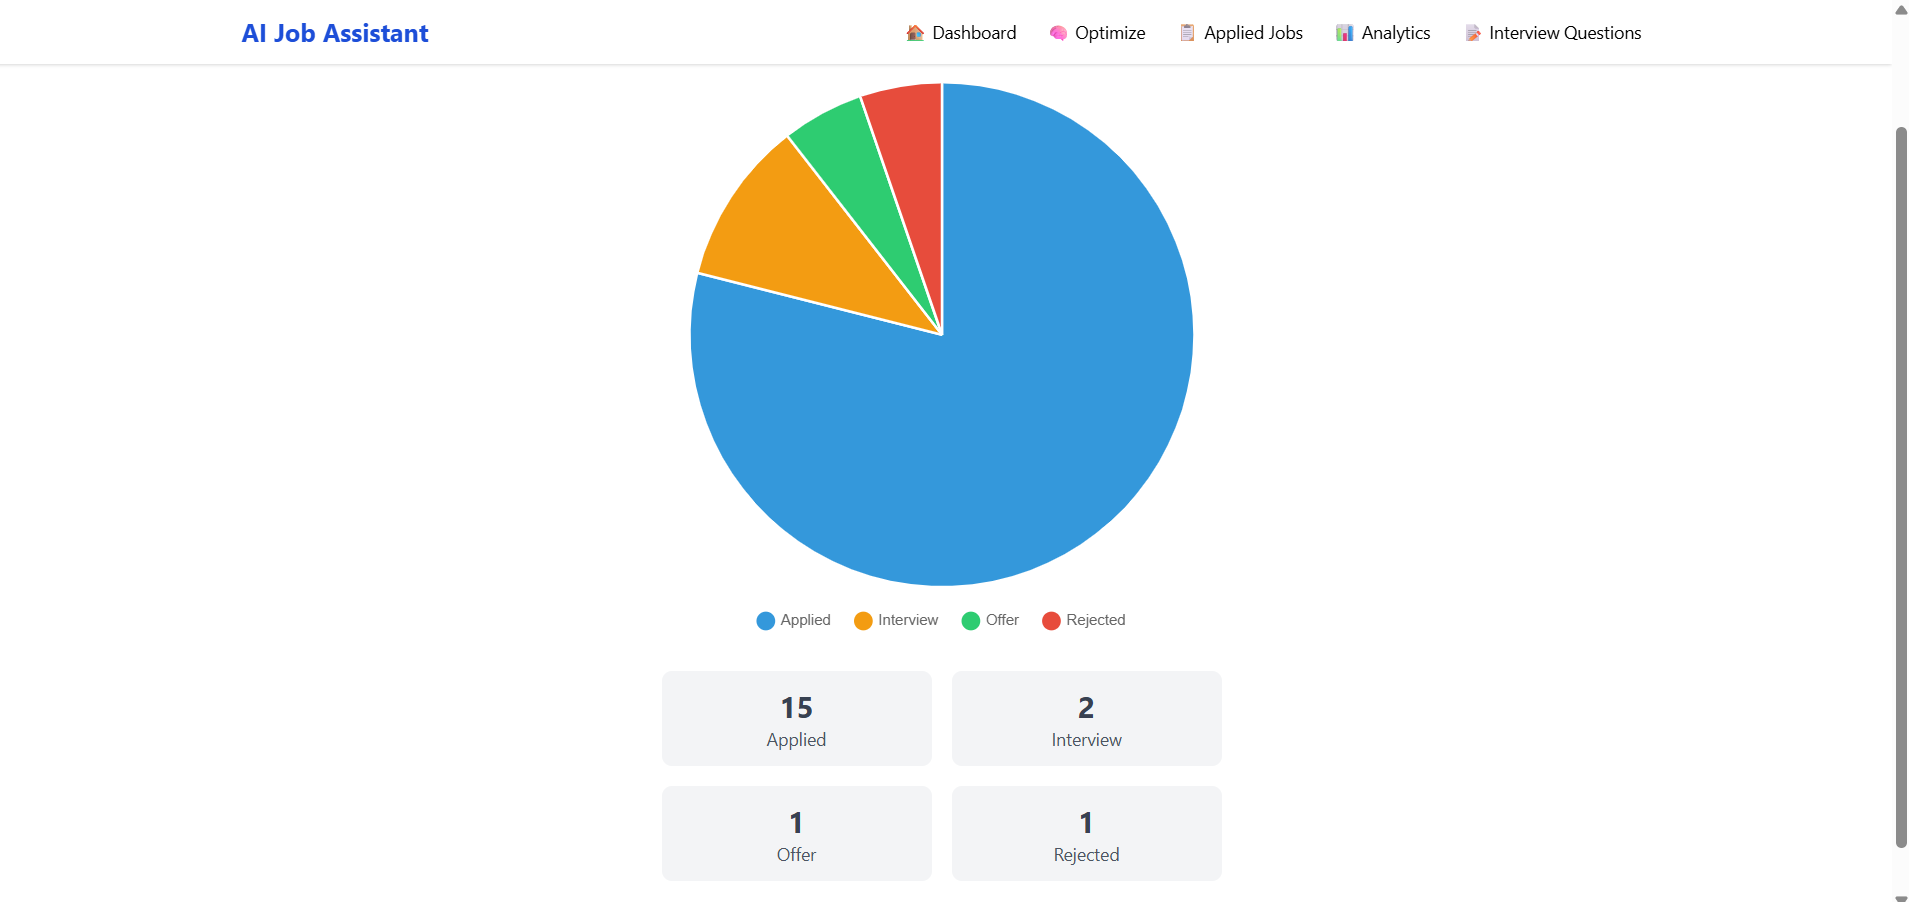 AI Job Assistant
Dashboard
Optimize
Applied Jobs
Analytics
Interview Questions
Applied
Interview
Offer
Rejected
15
Applied
2
Interview
1
Offer
1
Rejected